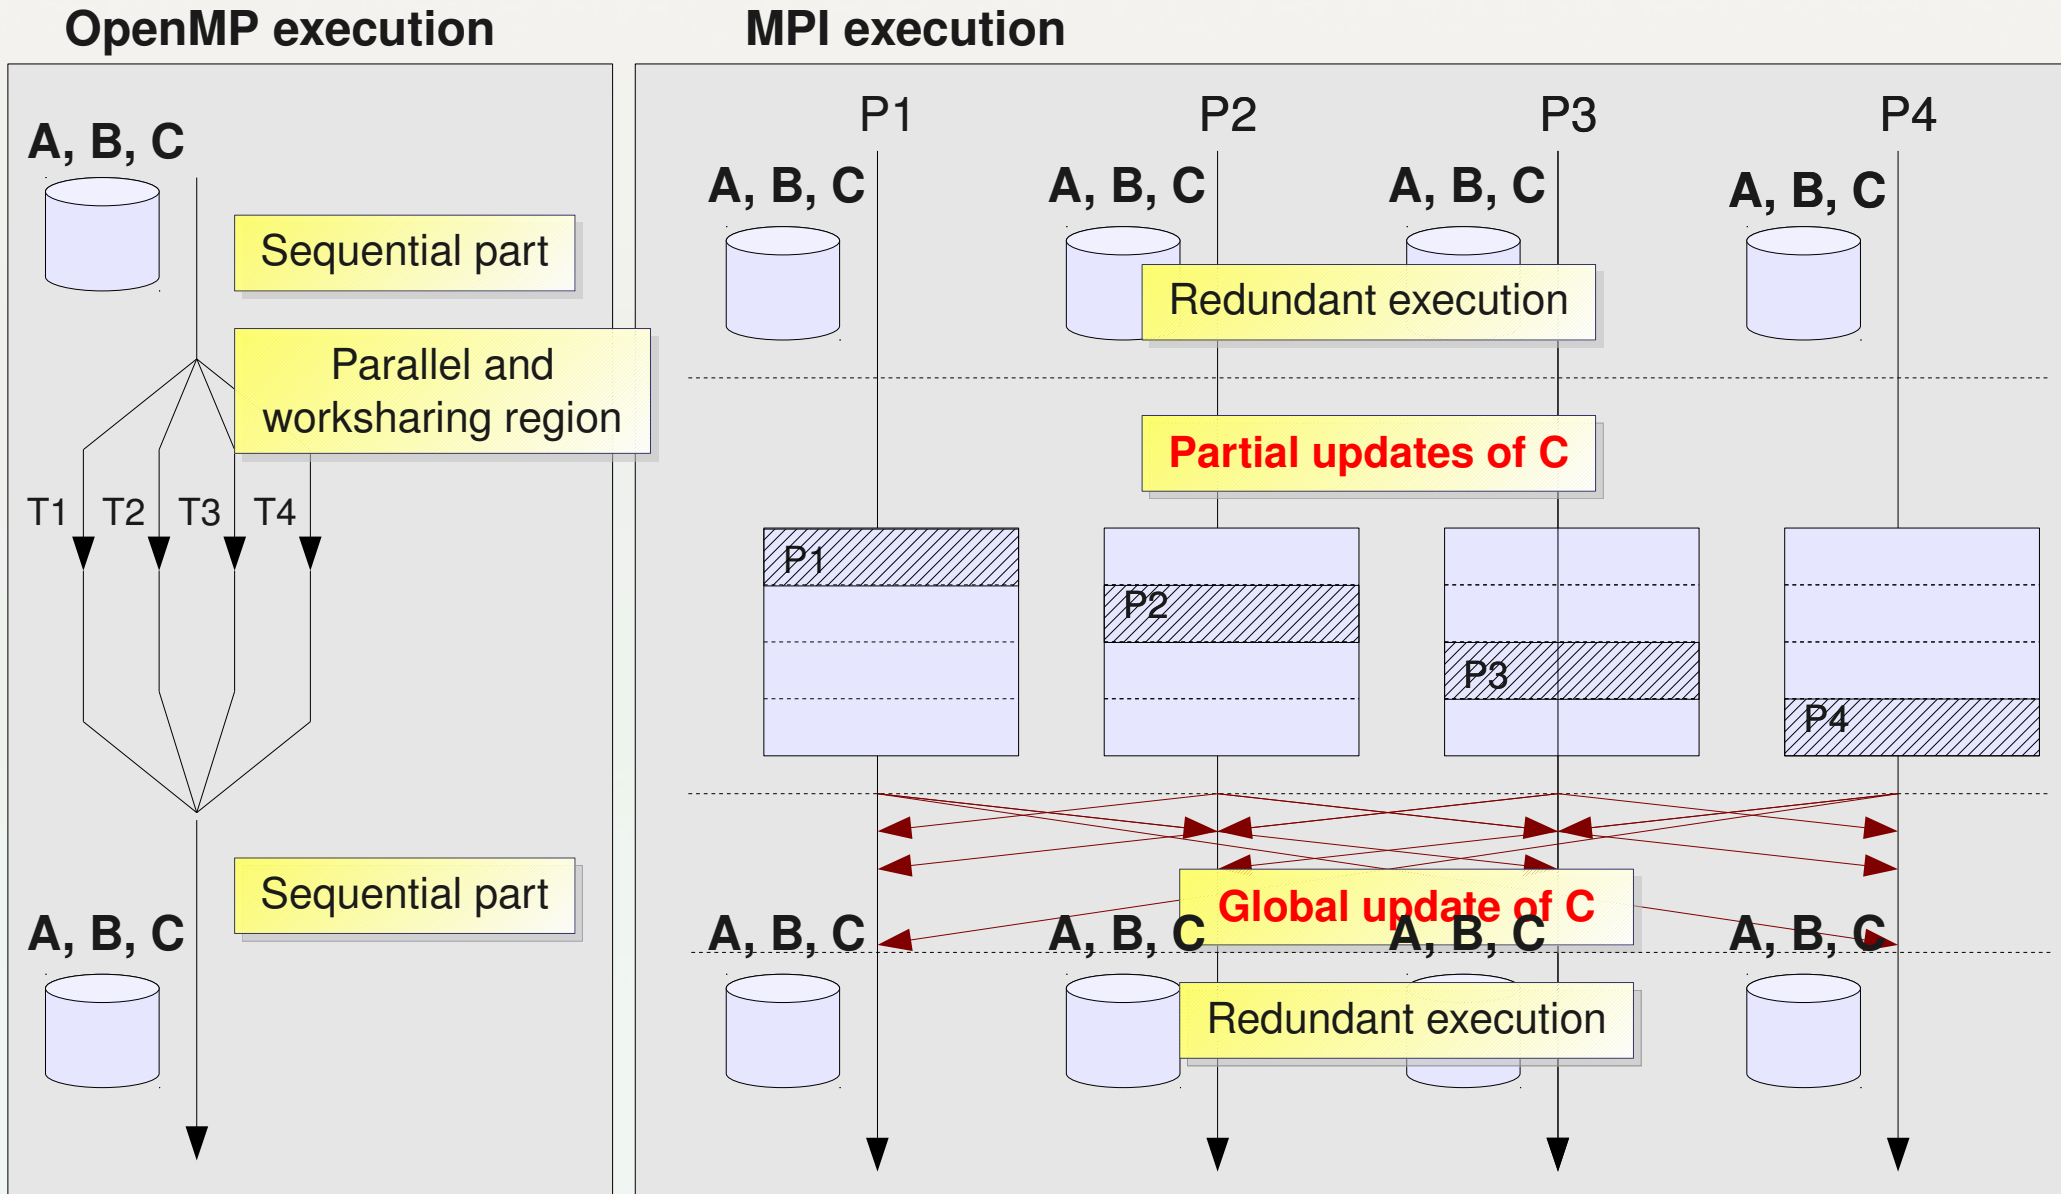 OpenMP execution
A, B, C
Sequential part
Parallel and
worksharing region
T1 T2 T3 T4
Sequential part
A, B, C
MPI execution
P1 P2 P3 P4
A, B, C A, B, C A, B, C A, B, C
Redundant execution
Partial updates of C
P1
P2
P3
P4
Global update of C
A, B, C A, B, C A, B, C A, B, C
Redundant execution